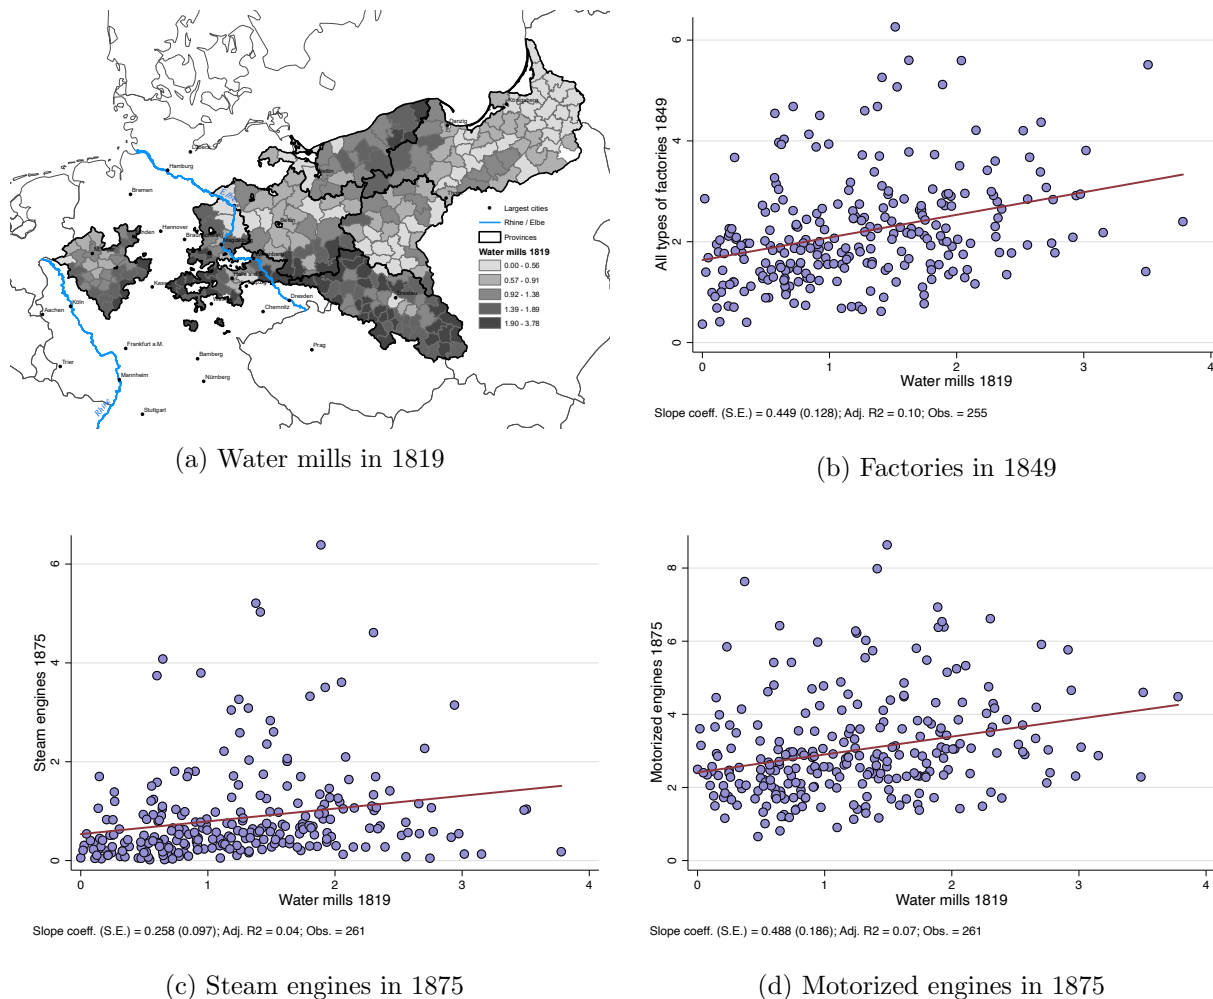 Königsberg
Danzig
Lübeck
Hamburg
Stettin
Thorn
Bremen
Elbe
Largest cities
Rhine / Elbe
Provinces
Water mills 1819
0.00 - 0.56
0.57 - 0.91
0.92 - 1.38
1.39 - 1.89
1.90 - 3.78
Berlin
Hannover
Magdeburg
Breslau
Dresden
Köln
Aachen
Chemnitz
Frankfurt a.M.
Bamberg
Prag
Trier
Mannheim
Nürnberg
Rhine
Stuttgart
(a) Water mills in 1819
All types of factories 1849
6
4
2
0
0 1 2 3 4
Water mills 1819
Slope coeff. (S.E.) = 0.449 (0.128); Adj. R2 = 0.10; Obs. = 255
(b) Factories in 1849
Steam engines 1875
6
4
2
0
0 1 2 3 4
Water mills 1819
Slope coeff. (S.E.) = 0.258 (0.097); Adj. R2 = 0.04; Obs. = 261
(c) Steam engines in 1875
Motorized engines 1875
8
6
4
2
0
0 1 2 3 4
Water mills 1819
Slope coeff. (S.E.) = 0.488 (0.186); Adj. R2 = 0.07; Obs. = 261
(d) Motorized engines in 1875